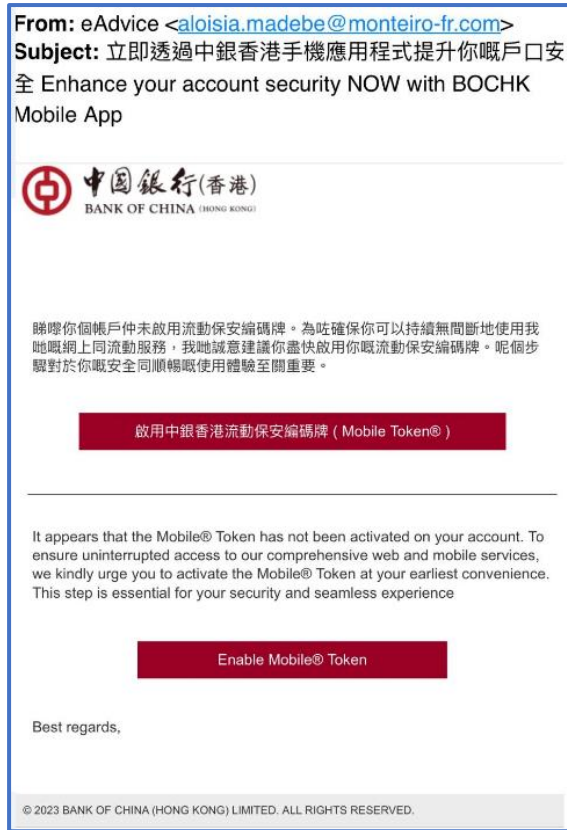 From: eAdvice <aloisia.madebe@monteiro-fr.com>
Subject: 立即透過中銀香港手機應用程式提升你嘅戶口安
全 Enhance your account security NOW with BOCHK
Mobile App
中國銀行(香港)
BANK OF CHINA (HONG KONG)
睇嚟你個帳戶仲未啟用流動保安編碼牌。為咗確保你可以持續無間斷地使用我
哋嘅網上同流動服務，我哋誠意建議你盡快啟用你嘅流動保安編碼牌。呢個步
驟對於你嘅安全同順暢嘅使用體驗至關重要。
啟用中銀香港流動保安編碼牌 ( Mobile Token® )
It appears that the Mobile® Token has not been activated on your account. To
ensure uninterrupted access to our comprehensive web and mobile services,
we kindly urge you to activate the Mobile® Token at your earliest convenience.
This step is essential for your security and seamless experience
Enable Mobile® Token
Best regards,
© 2023 BANK OF CHINA (HONG KONG) LIMITED. ALL RIGHTS RESERVED.